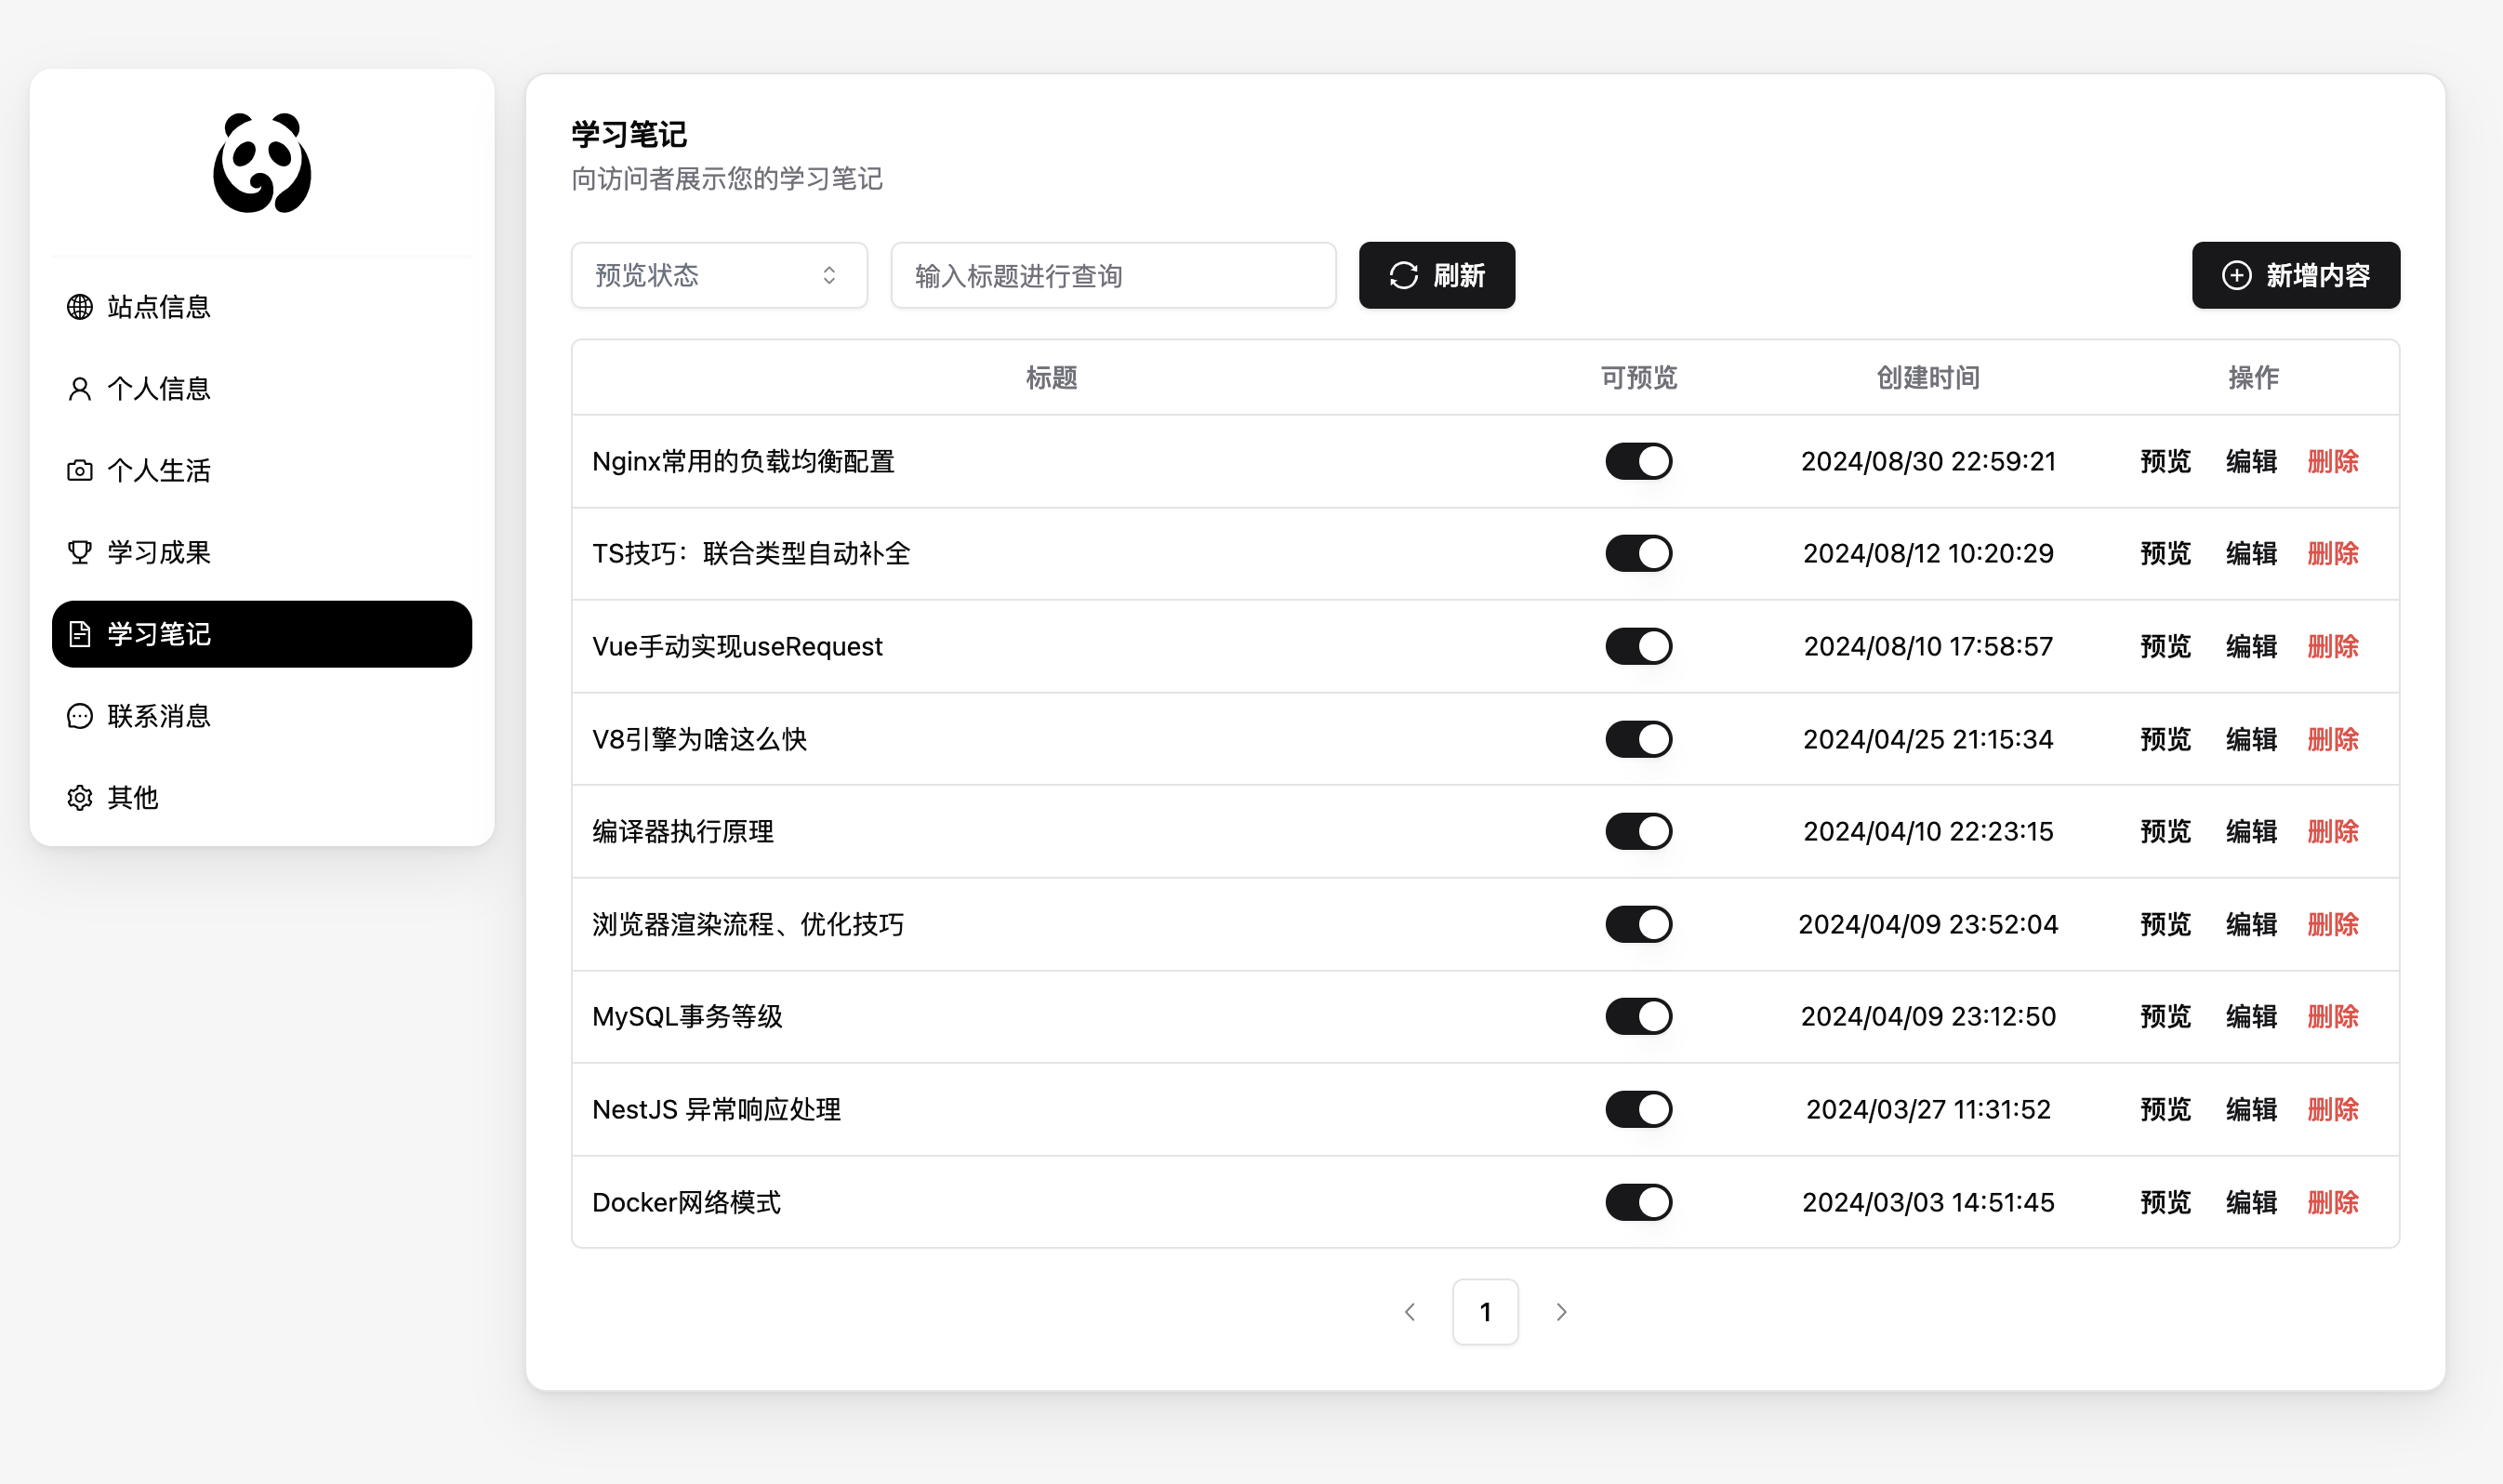 站点信息
个人信息
个人生活
学习成果
学习笔记
联系消息
其他
学习笔记
向访问者展示您的学习笔记
预览状态 输入标题进行查询 刷新 新增内容
标题 可预览 创建时间 操作
Nginx常用的负载均衡配置 2024/08/30 22:59:21 预览 编辑 删除
TS技巧：联合类型自动补全 2024/08/12 10:20:29 预览 编辑 删除
Vue手动实现useRequest 2024/08/10 17:58:57 预览 编辑 删除
V8引擎为啥这么快 2024/04/25 21:15:34 预览 编辑 删除
编译器执行原理 2024/04/10 22:23:15 预览 编辑 删除
浏览器渲染流程、优化技巧 2024/04/09 23:52:04 预览 编辑 删除
MySQL事务等级 2024/04/09 23:12:50 预览 编辑 删除
NestJS 异常响应处理 2024/03/27 11:31:52 预览 编辑 删除
Docker网络模式 2024/03/03 14:51:45 预览 编辑 删除
1